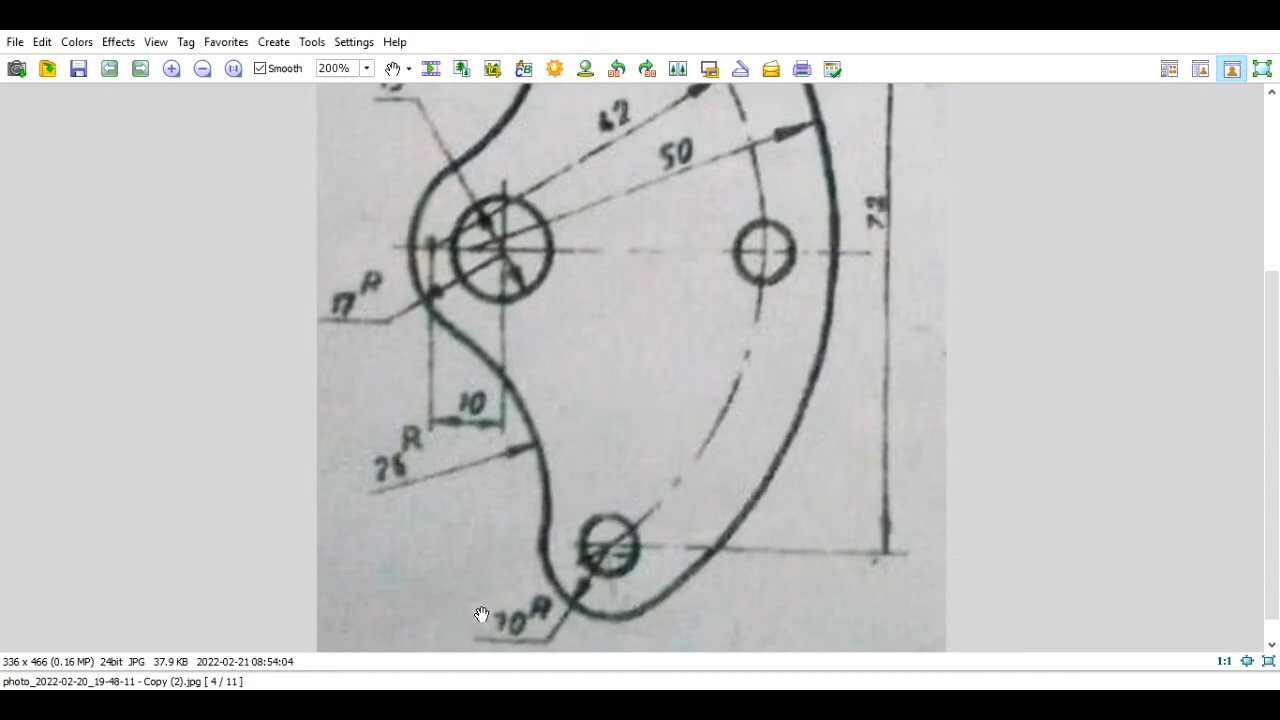 File Edit Colors Effects View Tag Favorites Create Tools Settings Help
Smooth 200%
42
50
72
17 R
10
R
10 R
336 x 466 (0.16 MP) 24bit JPG 37.9 KB 2022-02-21 08:54:04
1:1
photo_2022-02-20_19-48-11 - Copy (2).jpg [ 4 / 11 ]